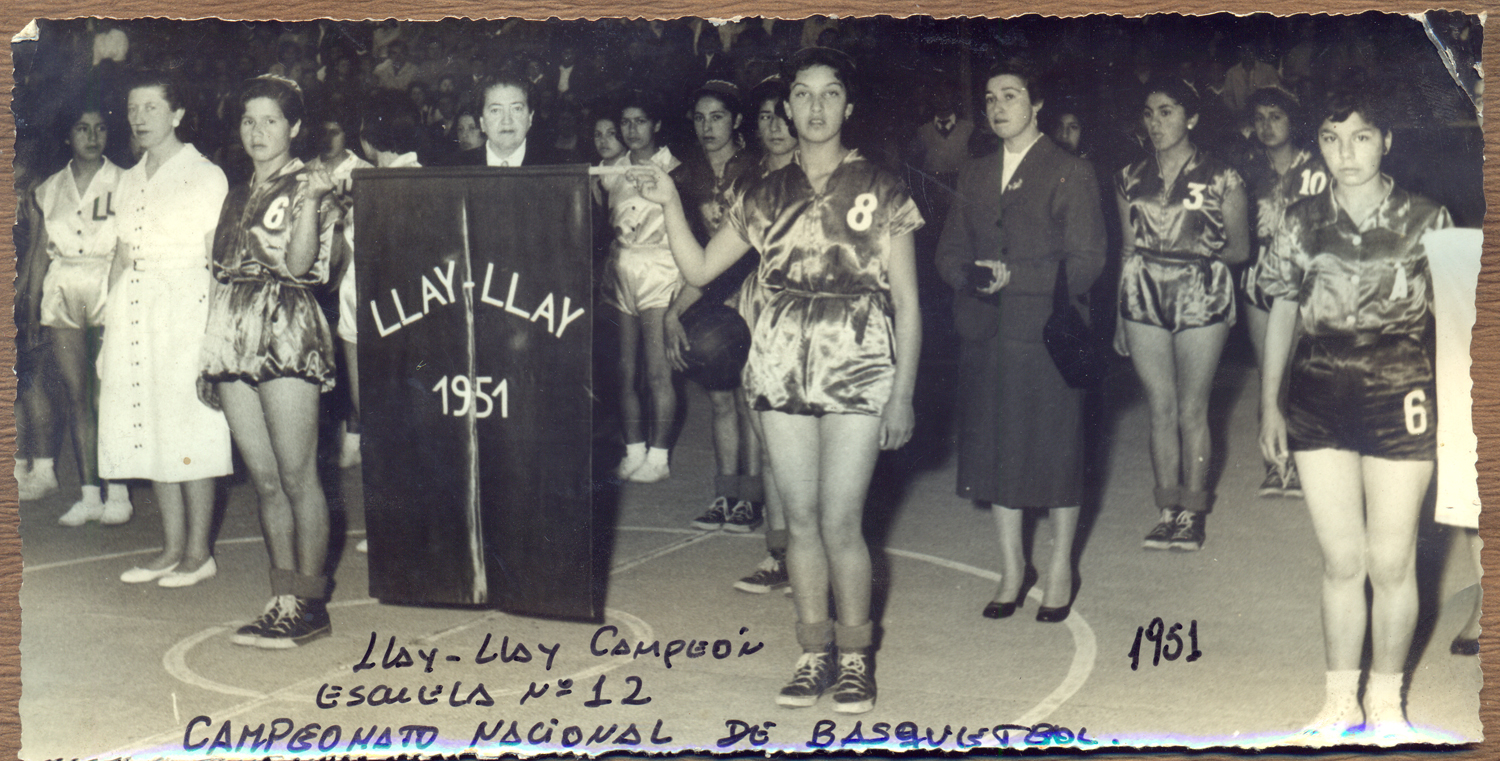 LL
6
8
3
10
6
LLAY-LLAY
1951
LLAY-LLAY CAMPEÓN
1951
ESCUELA Nº 12
CAMPEONATO NACIONAL DE BASQUETBOL.